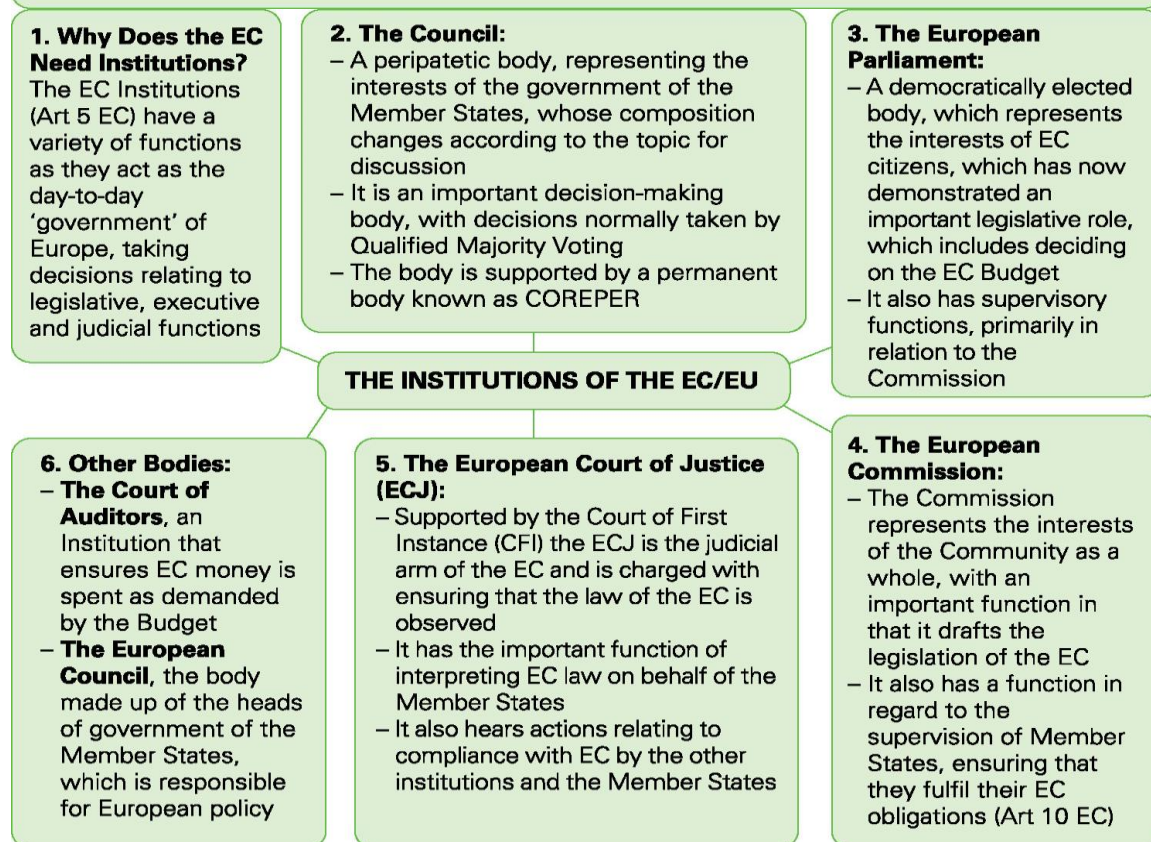 1. Why Does the EC
Need Institutions?
The EC Institutions
(Art 5 EC) have a
variety of functions
as they act as the
day-to-day
‘government’ of
Europe, taking
decisions relating to
legislative, executive
and judicial functions
2. The Council:
– A peripatetic body, representing the
interests of the government of the
Member States, whose composition
changes according to the topic for
discussion
– It is an important decision-making
body, with decisions normally taken by
Qualified Majority Voting
– The body is supported by a permanent
body known as COREPER
3. The European
Parliament:
– A democratically elected
body, which represents
the interests of EC
citizens, which has now
demonstrated an
important legislative role,
which includes deciding
on the EC Budget
– It also has supervisory
functions, primarily in
relation to the
Commission
THE INSTITUTIONS OF THE EC/EU
6. Other Bodies:
– The Court of
Auditors, an
Institution that
ensures EC money is
spent as demanded
by the Budget
– The European
Council, the body
made up of the heads
of government of the
Member States,
which is responsible
for European policy
5. The European Court of Justice
(ECJ):
– Supported by the Court of First
Instance (CFI) the ECJ is the judicial
arm of the EC and is charged with
ensuring that the law of the EC is
observed
– It has the important function of
interpreting EC law on behalf of the
Member States
– It also hears actions relating to
compliance with EC by the other
institutions and the Member States
4. The European
Commission:
– The Commission
represents the interests
of the Community as a
whole, with an
important function in
that it drafts the
legislation of the EC
– It also has a function in
regard to the
supervision of Member
States, ensuring that
they fulfil their EC
obligations (Art 10 EC)